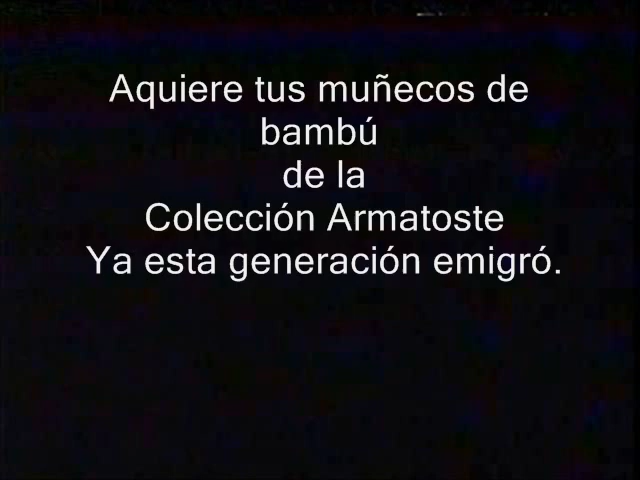 Aquiere tus muñecos de
bambú
de la
Colección Armatoste
Ya esta generación emigró.